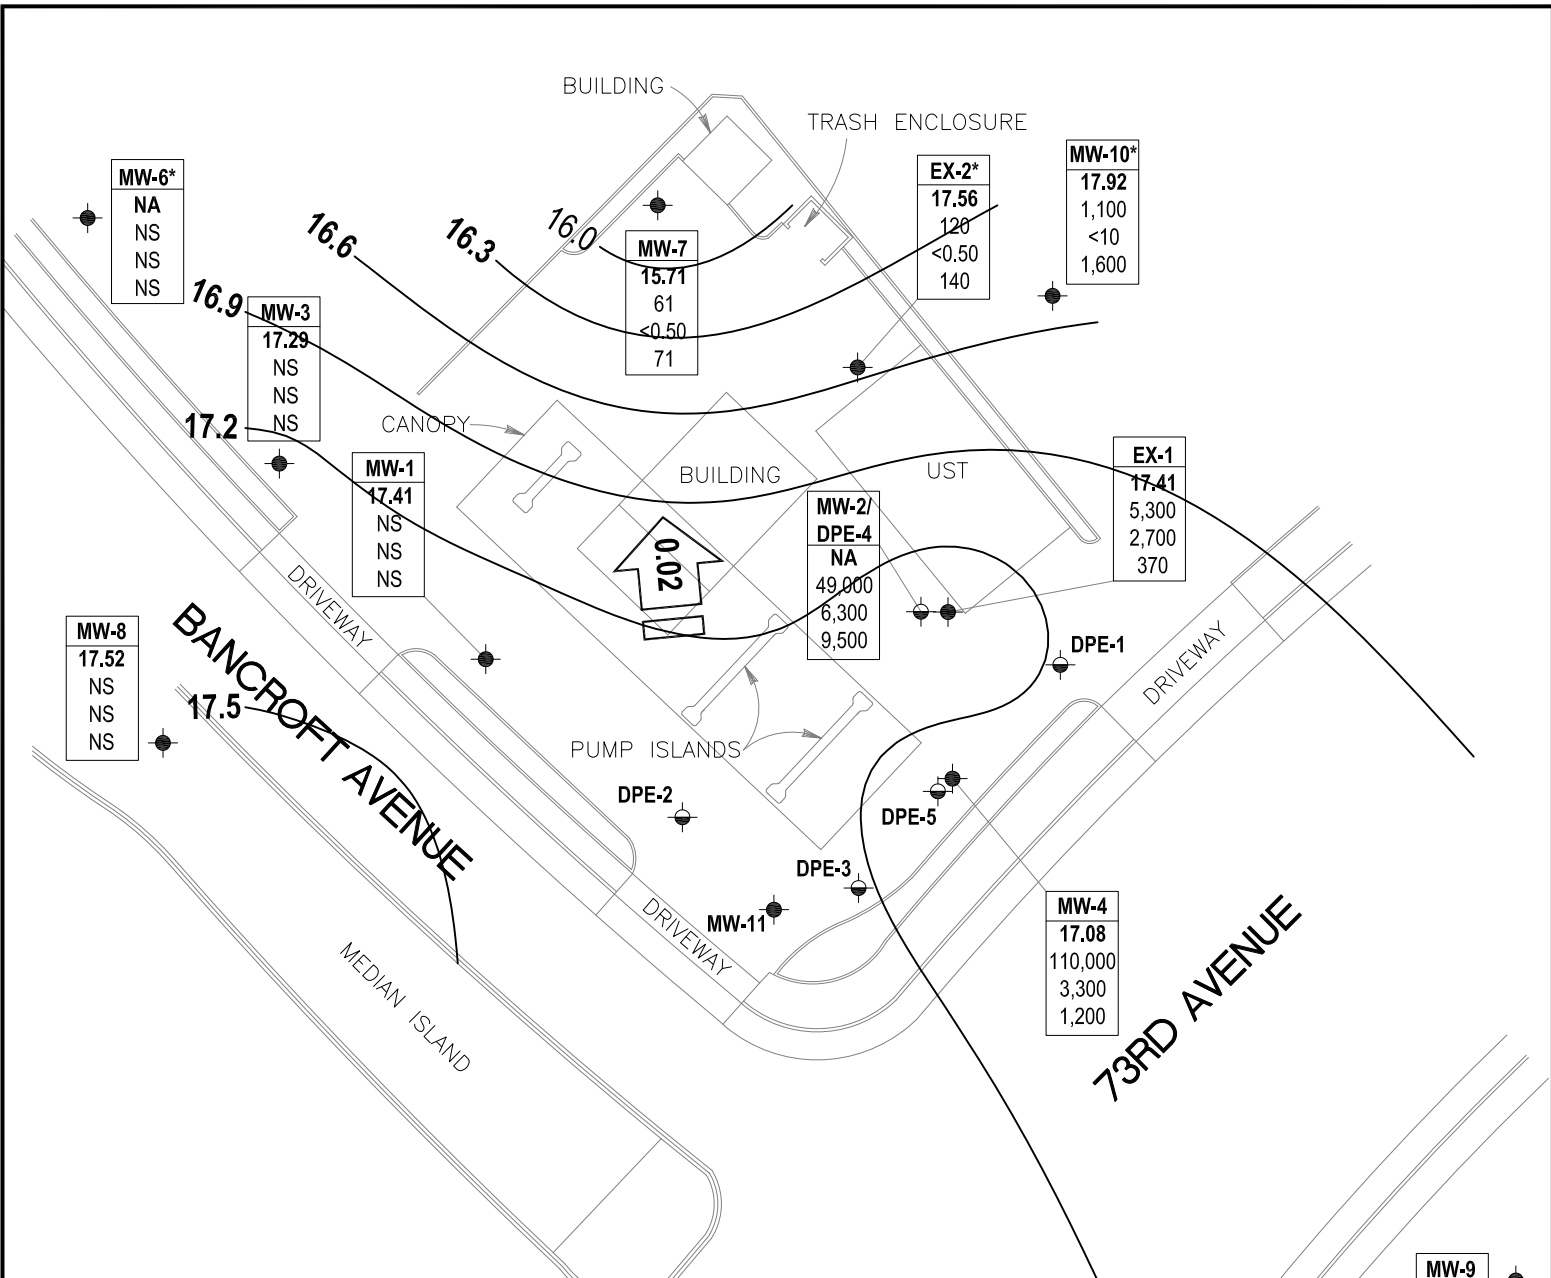 BUILDING
TRASH ENCLOSURE
MW-6*
NA
NS
NS
NS
EX-2*
17.56
120
<0.50
140
MW-10*
17.92
1,100
<10
1,600
16.6
16.3
16.0
MW-7
15.71
61
<0.50
71
16.9
MW-3
17.29
NS
NS
NS
17.2
CANOPY
MW-1
17.41
NS
NS
NS
BUILDING
UST
EX-1
17.41
5,300
2,700
370
MW-2/
DPE-4
NA
49,000
6,300
9,500
0.02
DRIVEWAY
MW-8
17.52
NS
NS
NS
BANCROFT AVENUE
17.5
DPE-1
DRIVEWAY
PUMP ISLANDS
DPE-2
DPE-5
DPE-3
MW-11
DRIVEWAY
MW-4
17.08
110,000
3,300
1,200
MEDIAN ISLAND
73RD AVENUE
MW-9